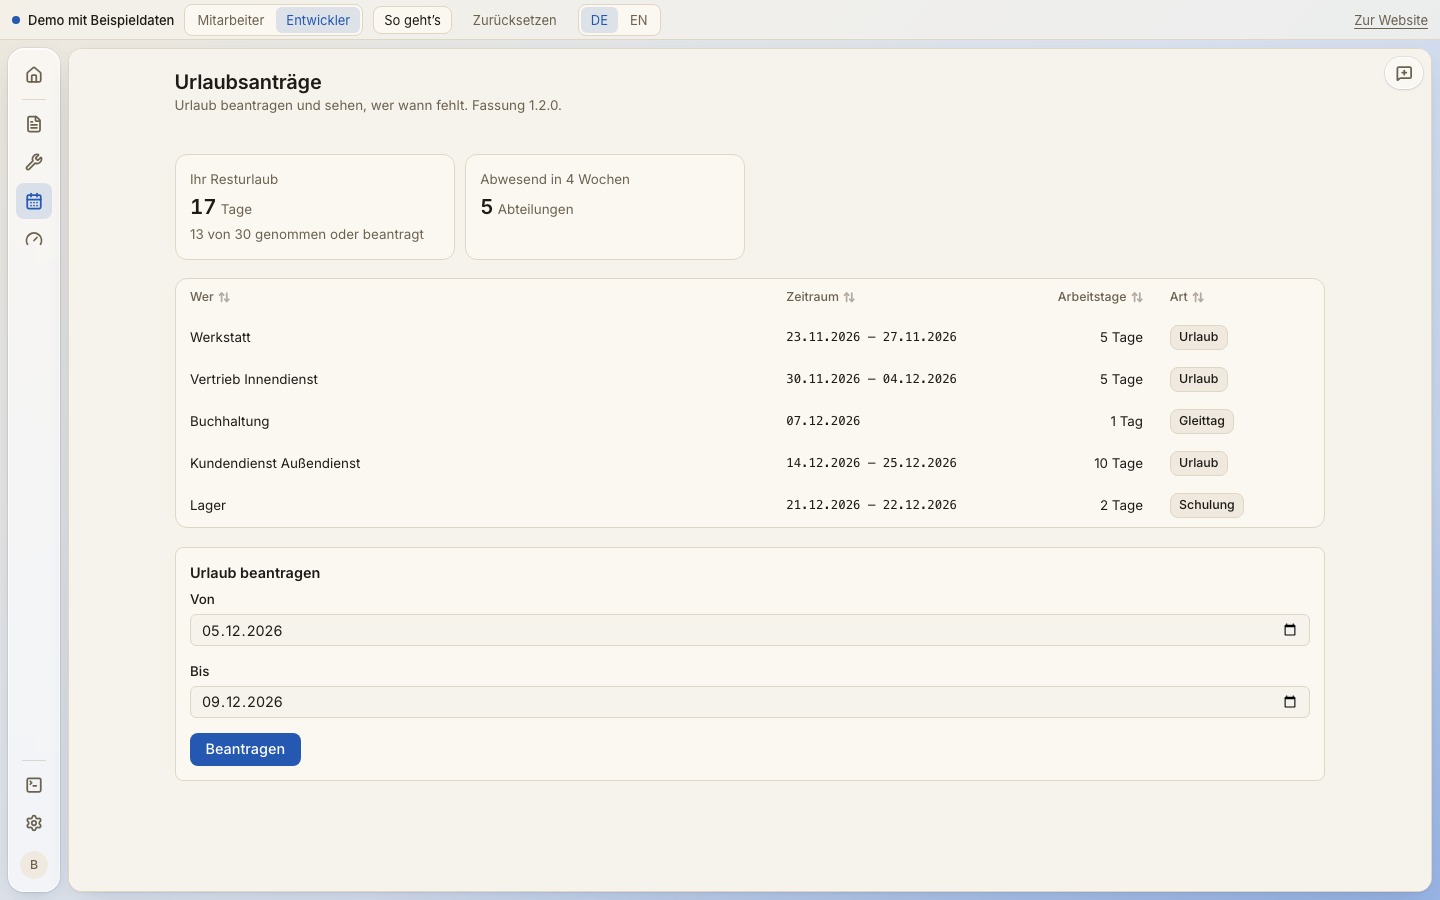 Demo mit Beispieldaten Mitarbeiter Entwickler So geht's Zurücksetzen DE EN Zur Website
Urlaubsanträge
Urlaub beantragen und sehen, wer wann fehlt. Fassung 1.2.0.
Ihr Resturlaub
17 Tage
13 von 30 genommen oder beantragt
Abwesend in 4 Wochen
5 Abteilungen
Wer Zeitraum Arbeitstage Art
Werkstatt 23.11.2026 – 27.11.2026 5 Tage Urlaub
Vertrieb Innendienst 30.11.2026 – 04.12.2026 5 Tage Urlaub
Buchhaltung 07.12.2026 1 Tag Gleittag
Kundendienst Außendienst 14.12.2026 – 25.12.2026 10 Tage Urlaub
Lager 21.12.2026 – 22.12.2026 2 Tage Schulung
Urlaub beantragen
Von
05.12.2026
Bis
09.12.2026
Beantragen
B